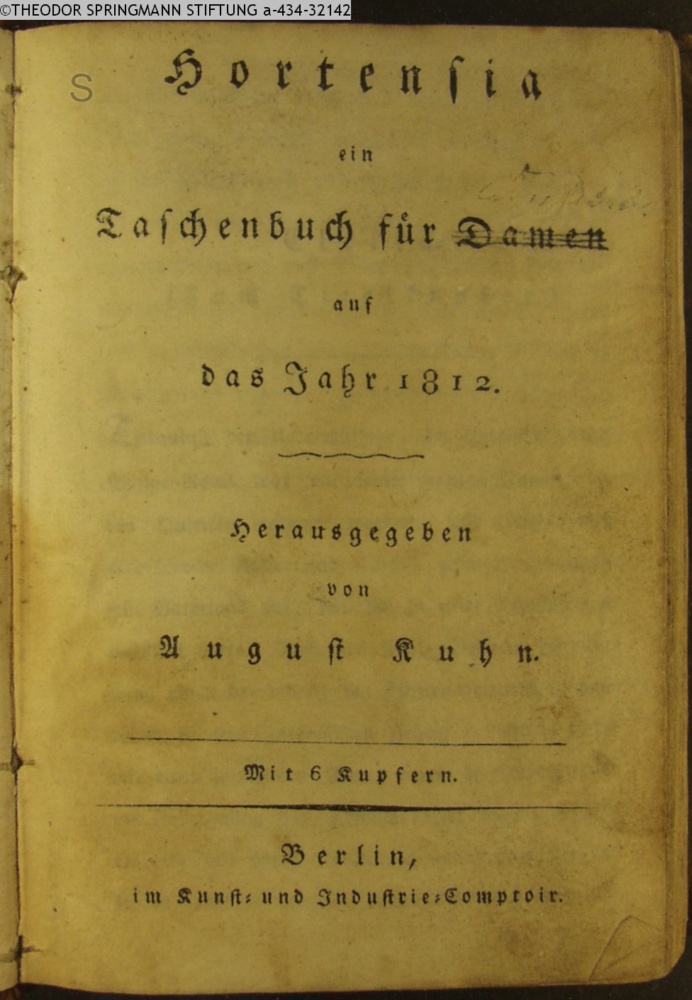 ©THEODOR SPRINGMANN STIFTUNG a-434-32142
S
Hortensia
ein
Taschenbuch für Damen
auf
das Jahr 1812.
Herausgegeben
von
August Kuhn.
Mit 6 Kupfern.
Berlin,
im Kunst- und Industrie-Comptoir.